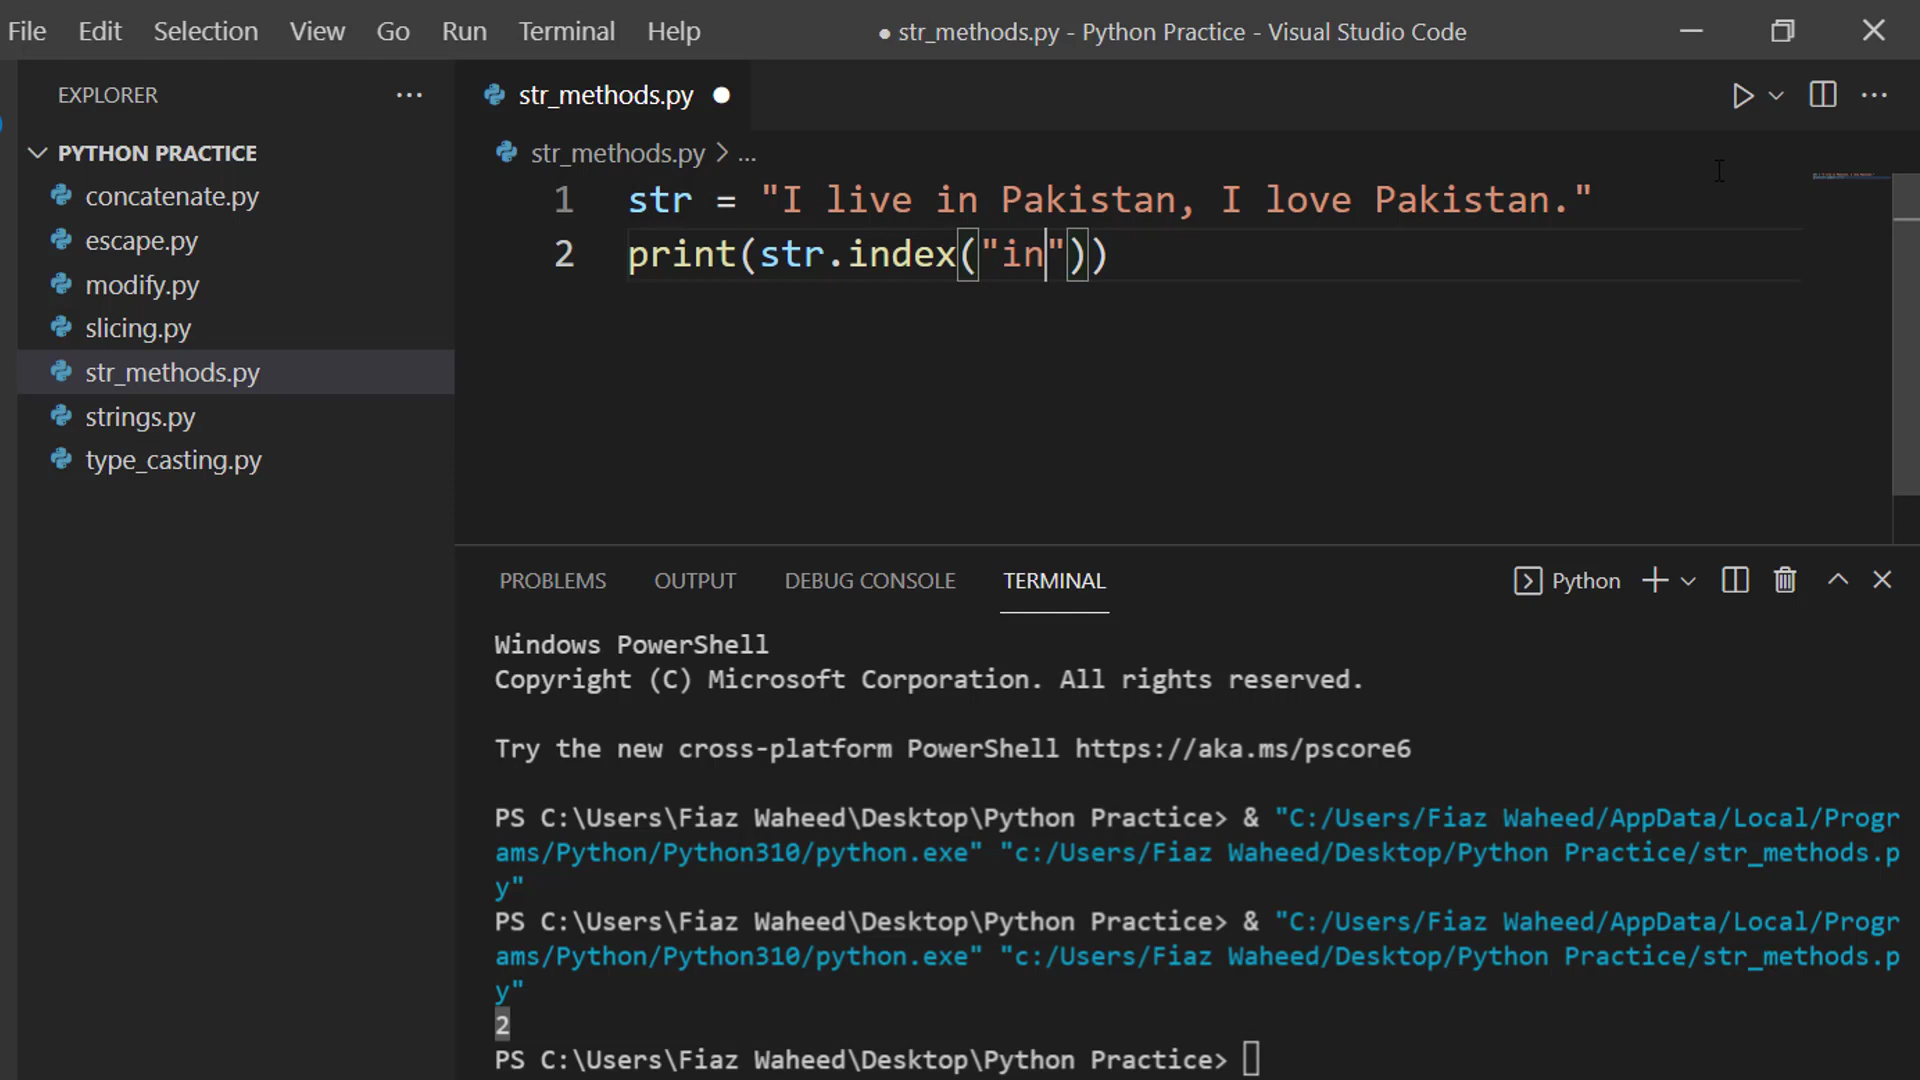 File Edit Selection View Go Run Terminal Help ● str_methods.py - Python Practice - Visual Studio Code
EXPLORER ...
str_methods.py
PYTHON PRACTICE
str_methods.py > ...
concatenate.py
escape.py
modify.py
slicing.py
str_methods.py
strings.py
type_casting.py
1 str = "I live in Pakistan, I love Pakistan."
2 print(str.index("in"))
PROBLEMS OUTPUT DEBUG CONSOLE TERMINAL Python
Windows PowerShell
Copyright (C) Microsoft Corporation. All rights reserved.
Try the new cross-platform PowerShell https://aka.ms/pscore6
PS C:\Users\Fiaz Waheed\Desktop\Python Practice> & "C:/Users/Fiaz Waheed/AppData/Local/Progr
ams/Python/Python310/python.exe" "c:/Users/Fiaz Waheed/Desktop/Python Practice/str_methods.p
y"
PS C:\Users\Fiaz Waheed\Desktop\Python Practice> & "C:/Users/Fiaz Waheed/AppData/Local/Progr
ams/Python/Python310/python.exe" "c:/Users/Fiaz Waheed/Desktop/Python Practice/str_methods.p
y"
2
PS C:\Users\Fiaz Waheed\Desktop\Python Practice>